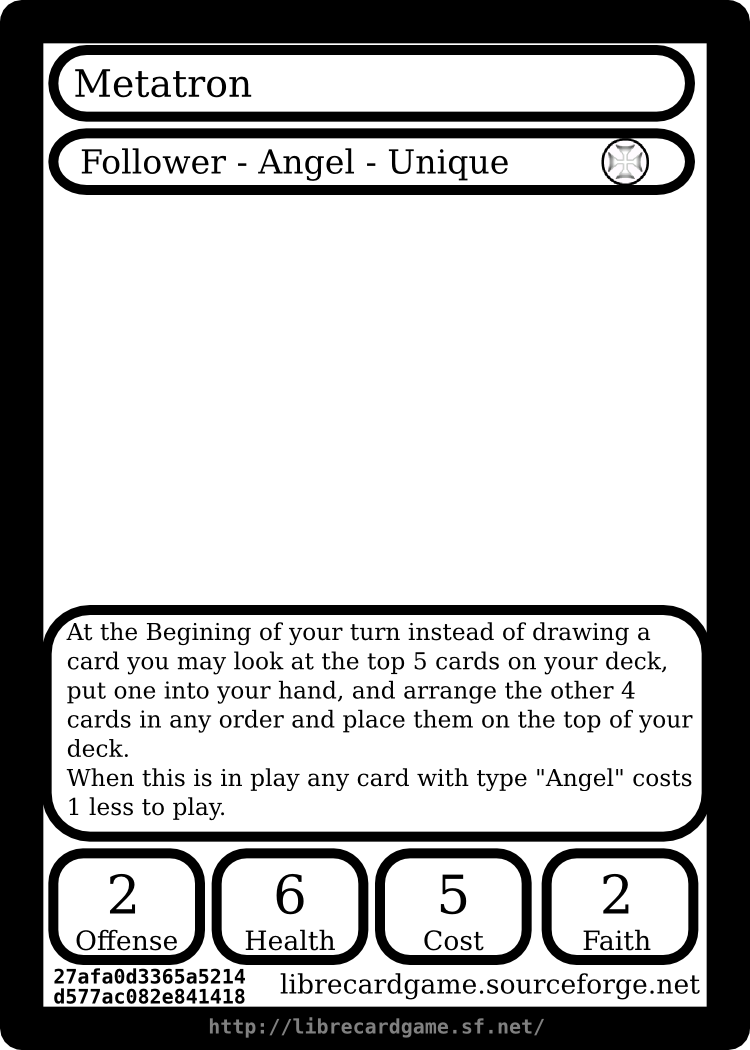 Metatron
Follower - Angel - Unique
At the Begining of your turn instead of drawing a
card you may look at the top 5 cards on your deck,
put one into your hand, and arrange the other 4
cards in any order and place them on the top of your
deck.
When this is in play any card with type "Angel" costs
1 less to play.
2
Offense
6
Health
5
Cost
2
Faith
27afa0d3365a5214
d577ac082e841418
librecardgame.sourceforge.net
http://librecardgame.sf.net/